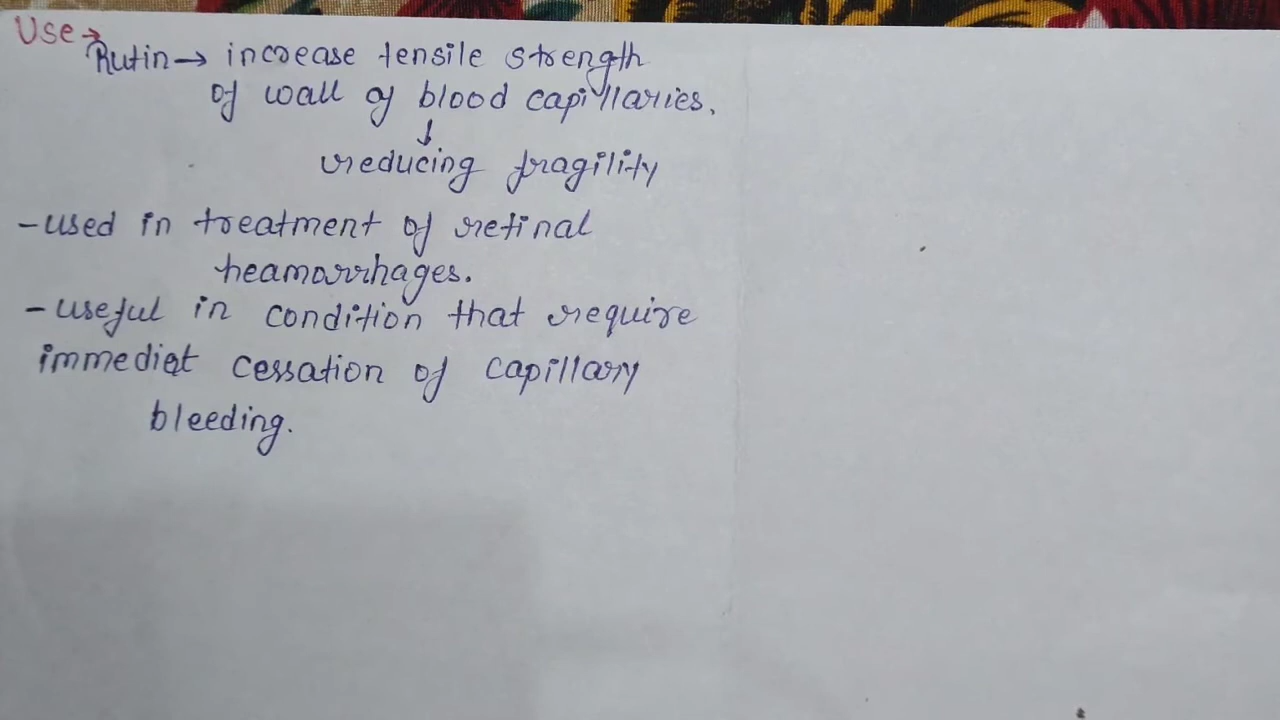 Use →
Rutin → increase tensile strength
of wall of blood capillaries.
↓
reducing fragility
- used in treatment of retinal
heamorrhages.
- useful in condition that require
immediat cessation of capillary
bleeding.